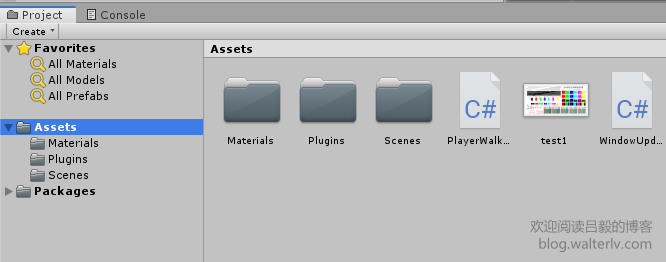 Project
Console
Create
Favorites
All Materials
All Models
All Prefabs
Assets
Materials
Plugins
Scenes
Packages
Assets
Materials
Plugins
Scenes
C#
PlayerWalk...
test1
C#
WindowUpd...
欢迎阅读吕毅的博客
blog.walterlv.com